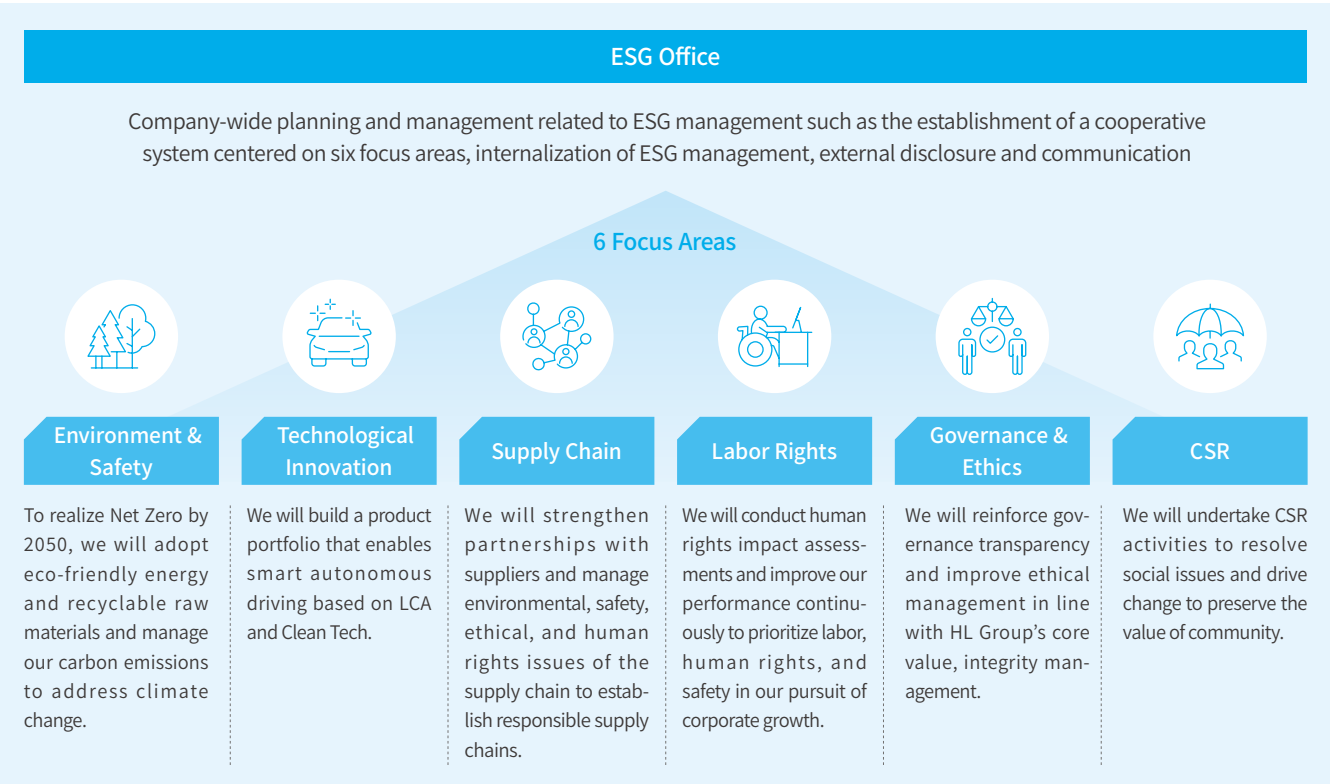 ESG Office
Company-wide planning and management related to ESG management such as the establishment of a cooperative
system centered on six focus areas, internalization of ESG management, external disclosure and communication
6 Focus Areas
Environment &
Safety
To realize Net Zero by
2050, we will adopt
eco-friendly energy
and recyclable raw
materials and manage
our carbon emissions
to address climate
change.
Technological
Innovation
We will build a product
portfolio that enables
smart autonomous
driving based on LCA
and Clean Tech.
Supply Chain
We will strengthen
partnerships with
suppliers and manage
environmental, safety,
ethical, and human
rights issues of the
supply chain to estab-
lish responsible supply
chains.
Labor Rights
We will conduct human
rights impact assess-
ments and improve our
performance continu-
ously to prioritize labor,
human rights, and
safety in our pursuit of
corporate growth.
Governance &
Ethics
We will reinforce gov-
ernance transparency
and improve ethical
management in line
with HL Group's core
value, integrity man-
agement.
CSR
We will undertake CSR
activities to resolve
social issues and drive
change to preserve the
value of community.